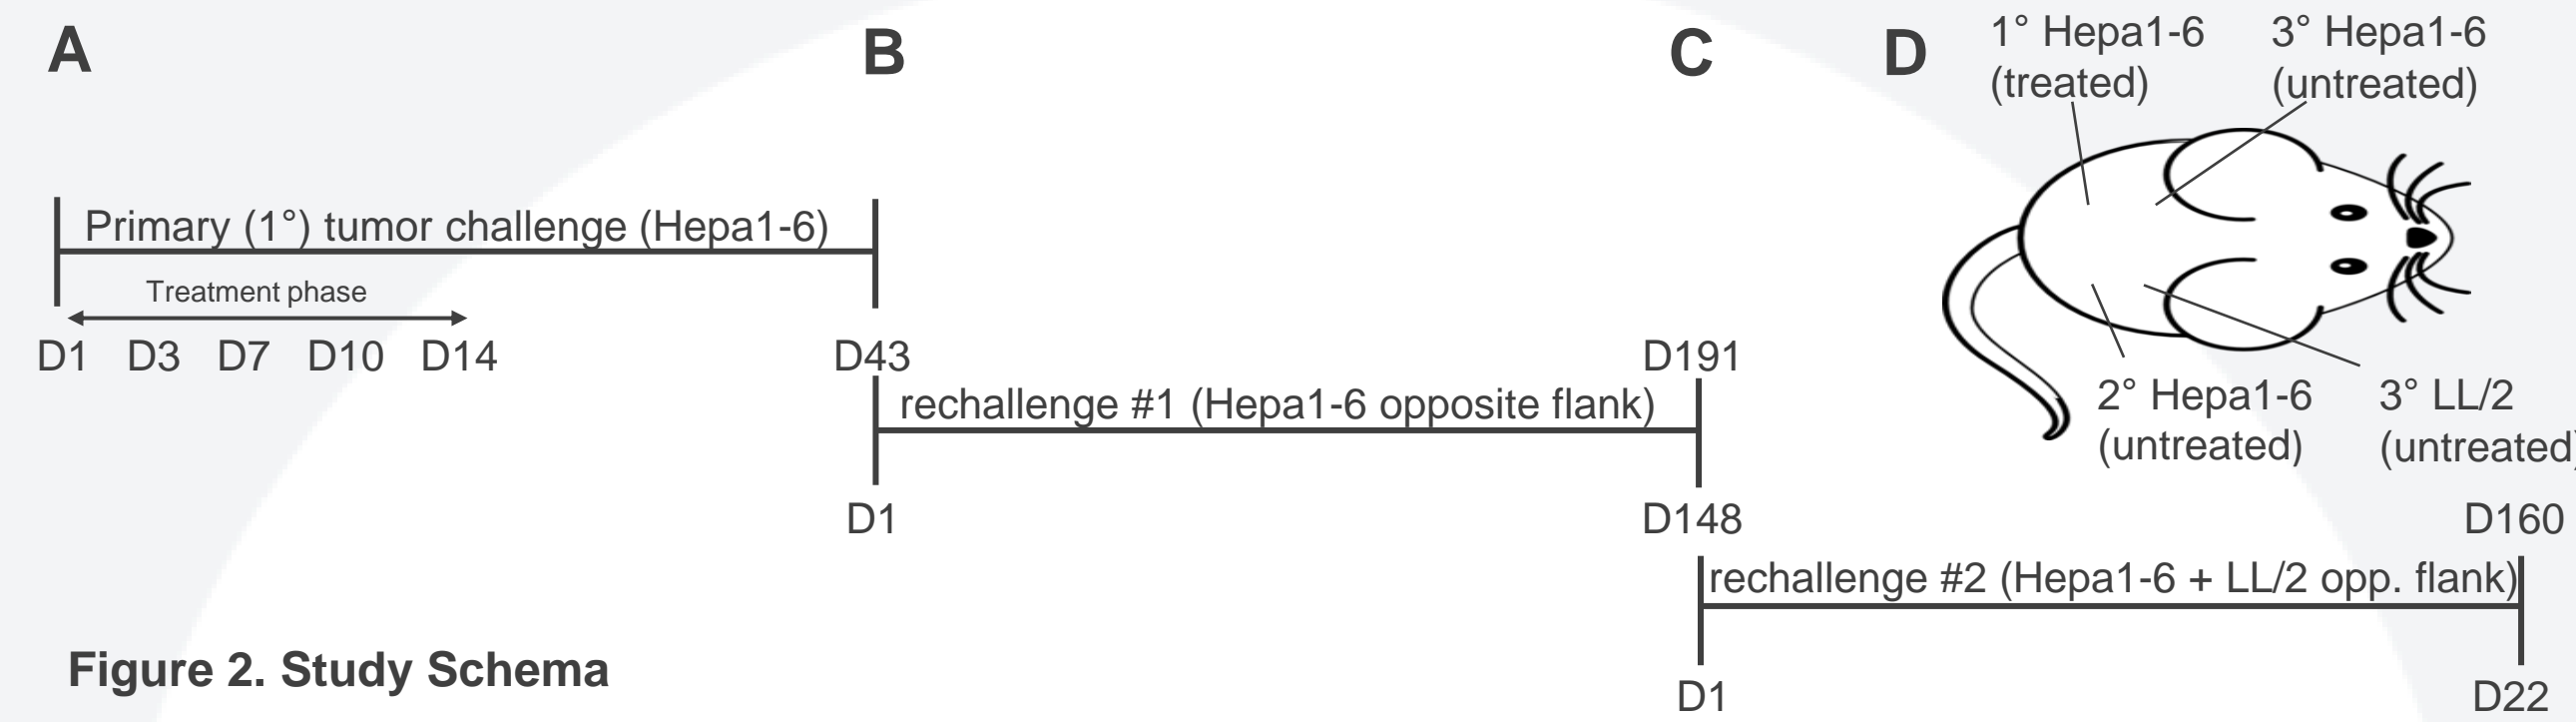 A
B
C
D
1° Hepa1-6
(treated)
3° Hepa1-6
(untreated)
Primary (1°) tumor challenge (Hepa1-6)
Treatment phase
D1 D3 D7 D10 D14
D43
D191
rechallenge #1 (Hepa1-6 opposite flank)
2° Hepa1-6
(untreated)
3° LL/2
(untreated)
D1
D148
D160
rechallenge #2 (Hepa1-6 + LL/2 opp. flank)
Figure 2. Study Schema
D1
D22